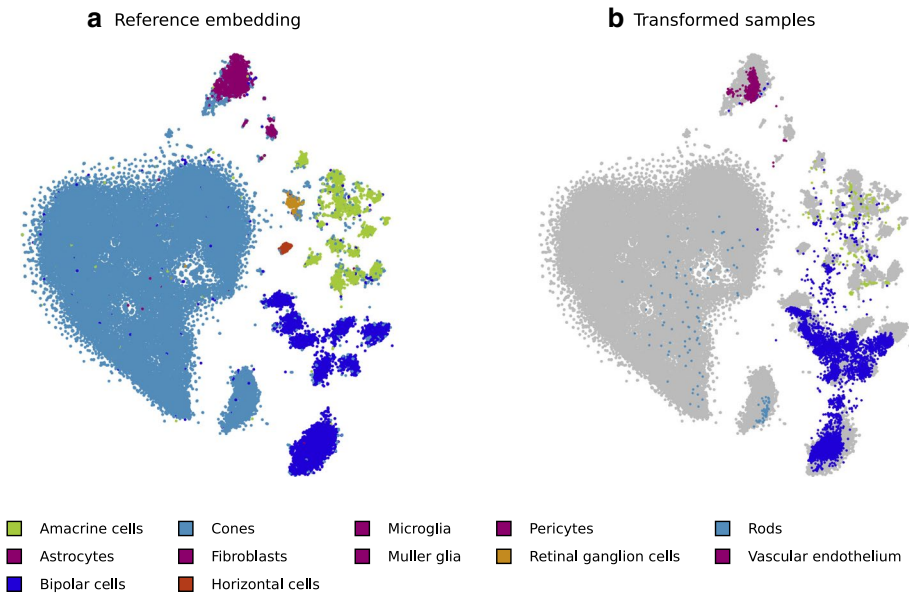 a Reference embedding
b Transformed samples
Amacrine cells Cones Microglia Pericytes Rods
Astrocytes Fibroblasts Muller glia Retinal ganglion cells Vascular endothelium
Bipolar cells Horizontal cells